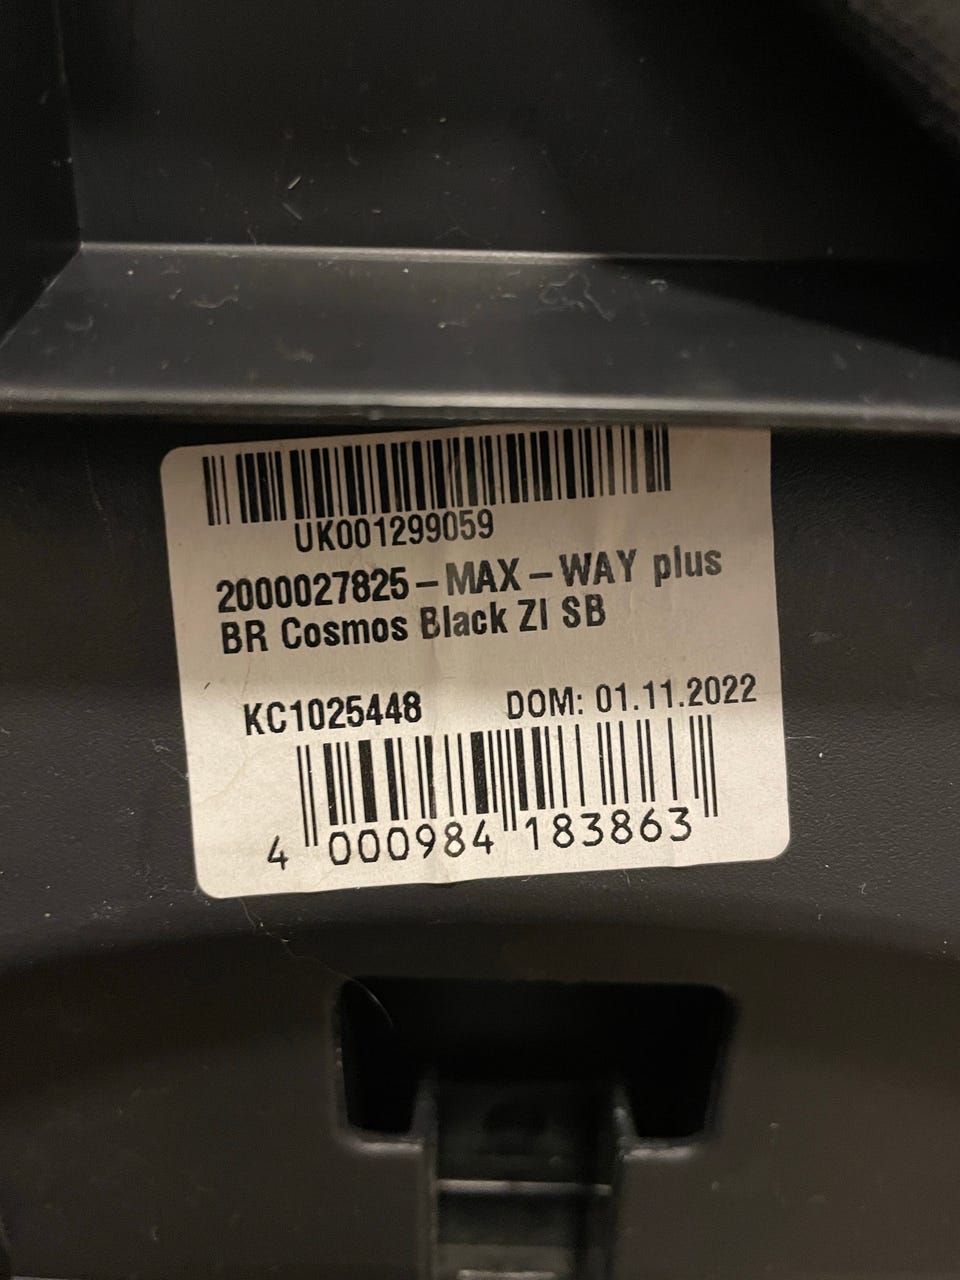 UK001299059
2000027825-MAX-WAY plus
BR Cosmos Black ZI SB
KC1025448 DOM: 01.11.2022
4 000984 183863